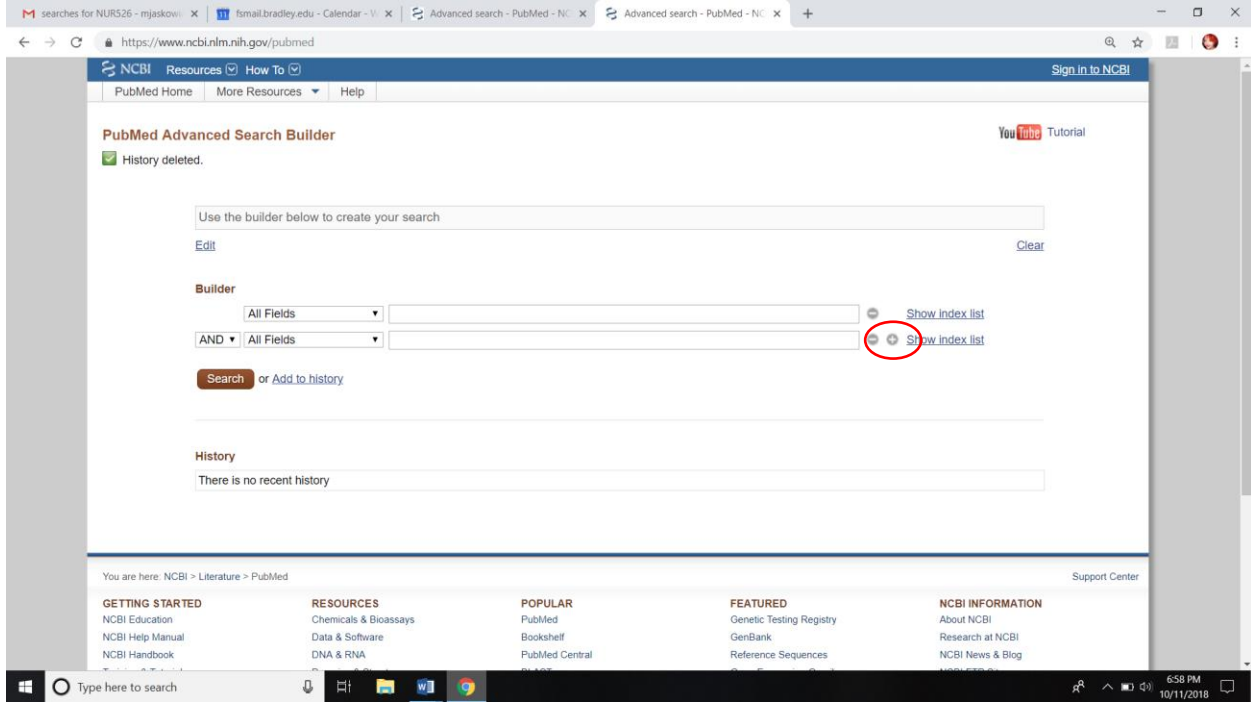 searches for NUR526 - mjaskowi
fsmail.bradley.edu - Calendar - W
Advanced search - PubMed - NC
Advanced search - PubMed - NC
https://www.ncbi.nlm.nih.gov/pubmed
NCBI Resources How To Sign in to NCBI
PubMed Home More Resources Help
PubMed Advanced Search Builder
YouTube Tutorial
History deleted.
Use the builder below to create your search
Edit Clear
Builder
All Fields Show index list
AND All Fields Show index list
Search or Add to history
History
There is no recent history
You are here: NCBI > Literature > PubMed Support Center
GETTING STARTED RESOURCES POPULAR FEATURED NCBI INFORMATION
NCBI Education Chemicals & Bioassays PubMed Genetic Testing Registry About NCBI
NCBI Help Manual Data & Software Bookshelf GenBank Research at NCBI
NCBI Handbook DNA & RNA PubMed Central Reference Sequences NCBI News & Blog
Type here to search
6:58 PM
10/11/2018